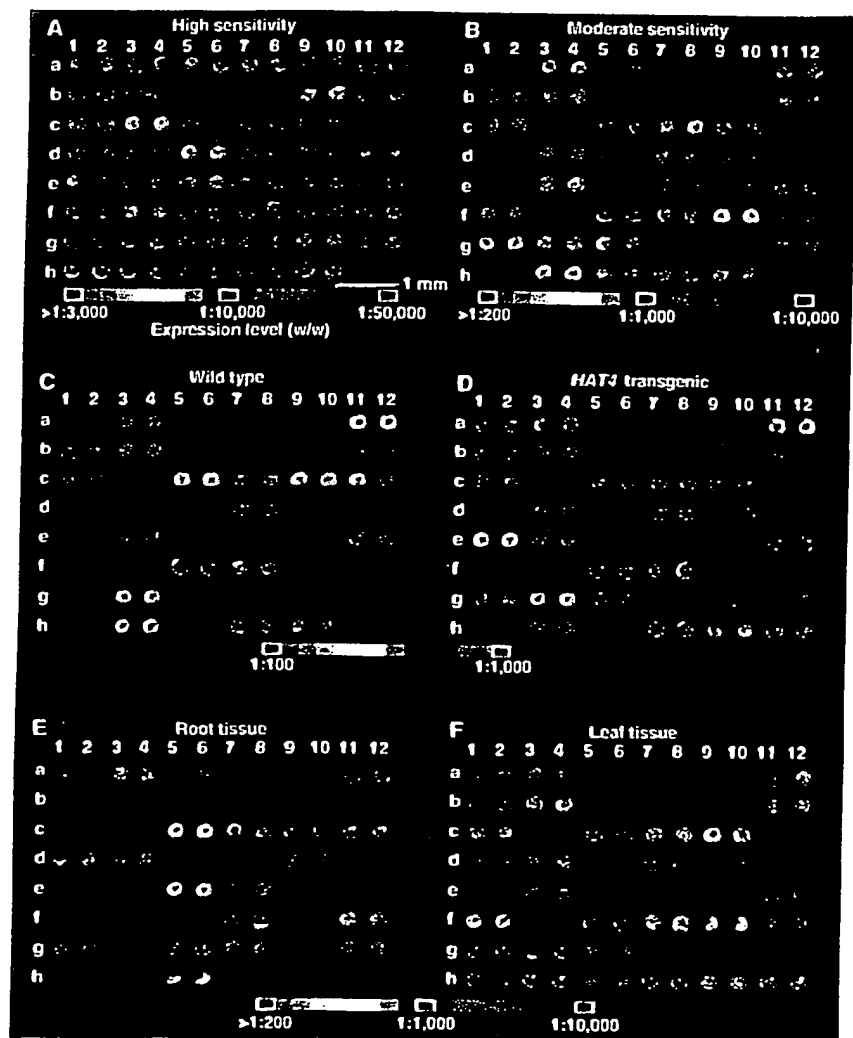 A High sensitivity
1 2 3 4 5 6 7 8 9 10 11 12
a
b
c
d
e
f
g
h
1 mm
>1:3,000 1:10,000 1:50,000
Expression level (w/w)
B Moderate sensitivity
1 2 3 4 5 6 7 8 9 10 11 12
a
b
c
d
e
f
g
h
>1:200 1:1,000 1:10,000
C Wild type
1 2 3 4 5 6 7 8 9 10 11 12
a
b
c
d
e
f
g
h
D HAT4 transgenic
1 2 3 4 5 6 7 8 9 10 11 12
a
b
c
d
e
f
g
h
1:100 1:1,000
E Root tissue
1 2 3 4 5 6 7 8 9 10 11 12
a
b
c
d
e
f
g
h
F Leaf tissue
1 2 3 4 5 6 7 8 9 10 11 12
a
b
c
d
e
f
g
h
>1:200 1:1,000 1:10,000